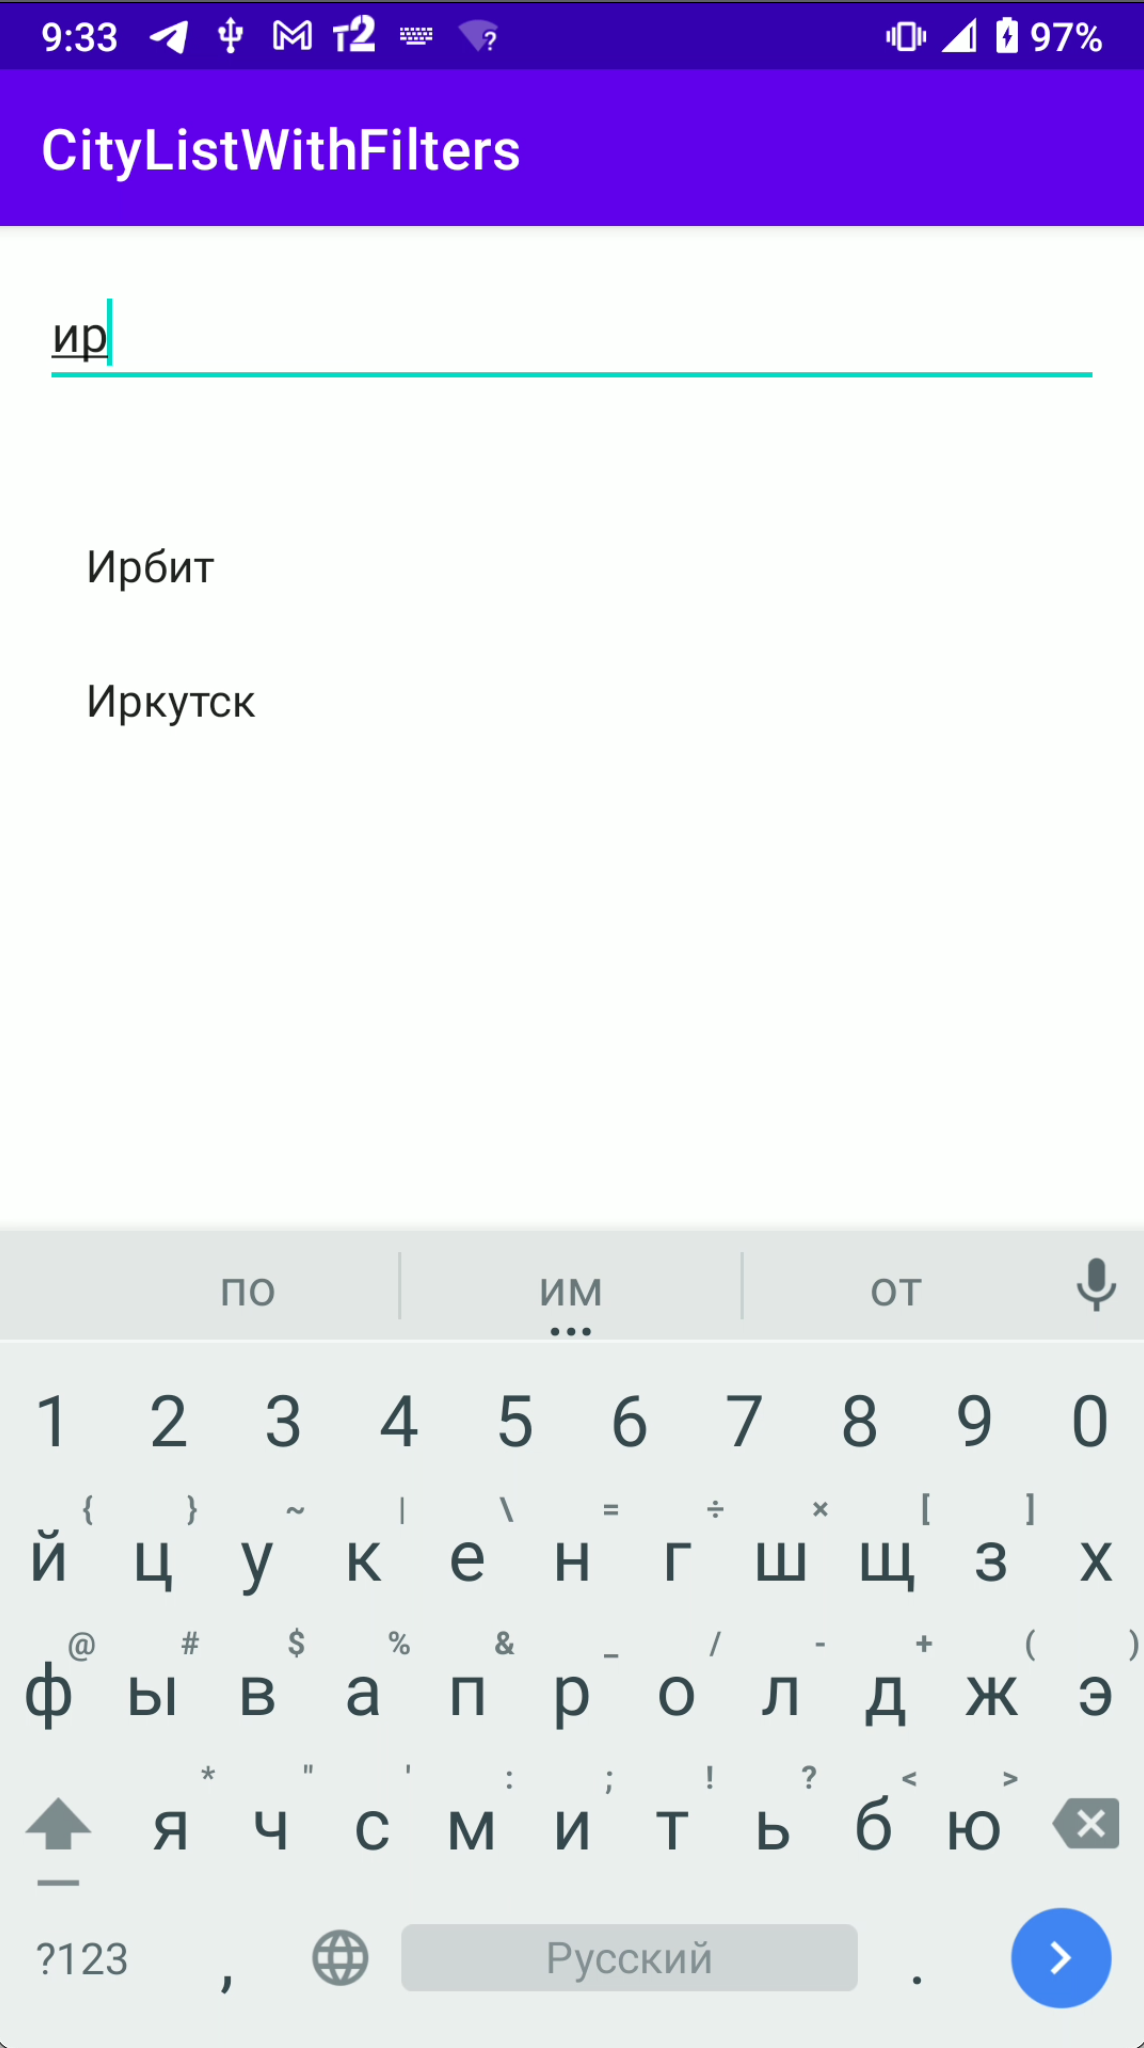 9:33 T2 ? 97%
CityListWithFilters
ир
Ирбит
Иркутск
по им от
1 2 3 4 5 6 7 8 9 0
{ } ~ | \ = ÷ × [ ]
й ц у к е н г ш щ з х
@ # $ % & _ / - + ( )
ф ы в а п р о л д ж э
* " ' : ; ! ? < >
я ч с м и т ь б ю
?123 , Русский .